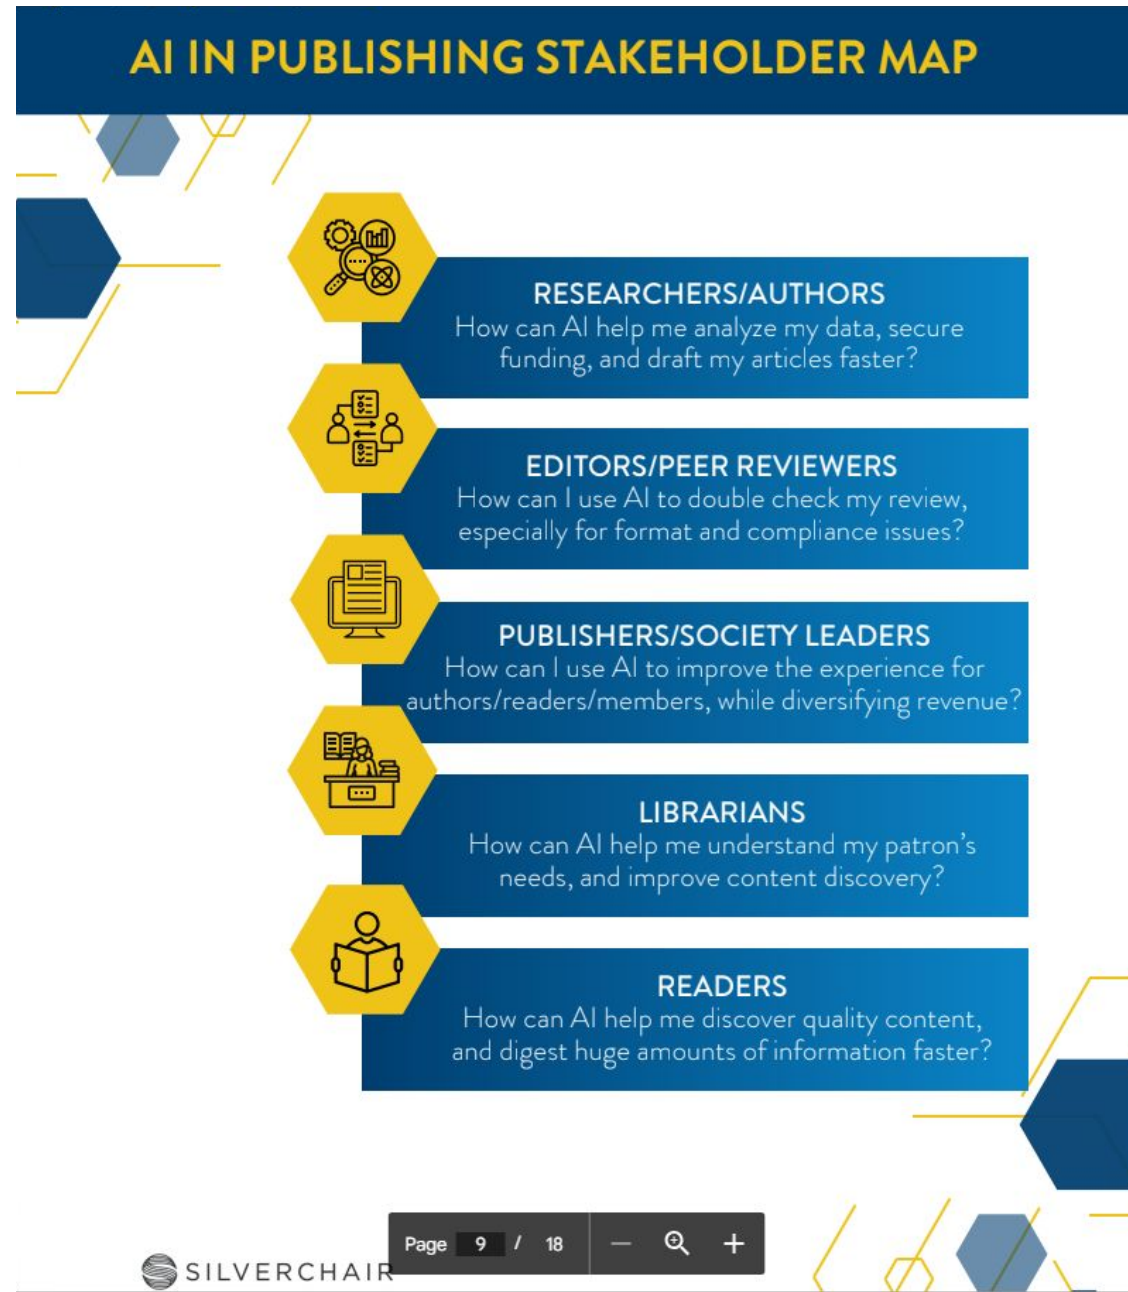 AI IN PUBLISHING STAKEHOLDER MAP
RESEARCHERS/AUTHORS
How can AI help me analyze my data, secure
funding, and draft my articles faster?
EDITORS/PEER REVIEWERS
How can I use AI to double check my review,
especially for format and compliance issues?
PUBLISHERS/SOCIETY LEADERS
How can I use AI to improve the experience for
authors/readers/members, while diversifying revenue?
LIBRARIANS
How can AI help me understand my patron's
needs, and improve content discovery?
READERS
How can AI help me discover quality content,
and digest huge amounts of information faster?
Page 9 / 18
SILVERCHAIR